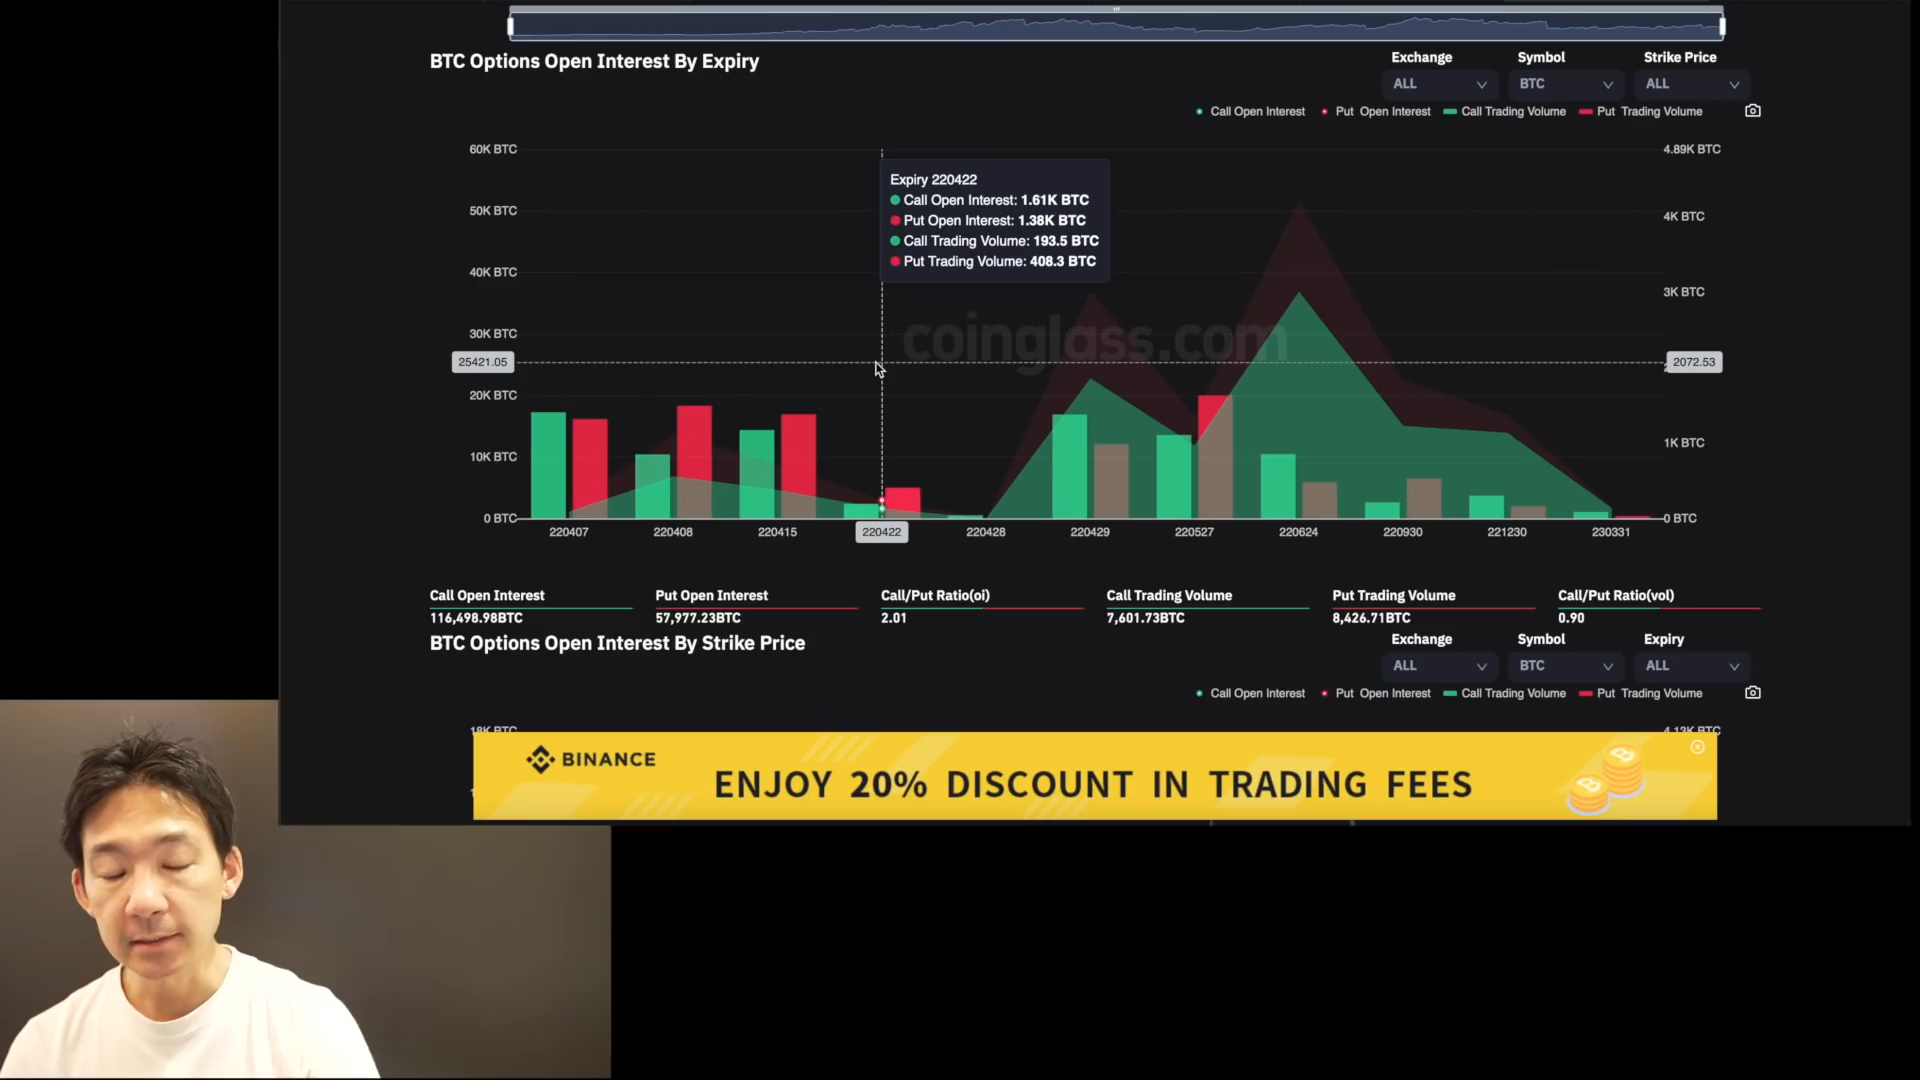 BTC Options Open Interest By Expiry
Exchange Symbol Strike Price
ALL BTC ALL
Call Open Interest Put Open Interest Call Trading Volume Put Trading Volume
60K BTC 4.89K BTC
Expiry 220422
Call Open Interest: 1.61K BTC
50K BTC Put Open Interest: 1.38K BTC 4K BTC
Call Trading Volume: 193.5 BTC
Put Trading Volume: 408.3 BTC
40K BTC
3K BTC
30K BTC
coinglass.com
25421.05 2072.53
20K BTC
1K BTC
10K BTC
0 BTC 0 BTC
220407 220408 220415 220422 220428 220429 220527 220624 220930 221230 230331
Call Open Interest Put Open Interest Call/Put Ratio(oi) Call Trading Volume Put Trading Volume Call/Put Ratio(vol)
116,498.98BTC 57,977.23BTC 2.01 7,601.73BTC 8,426.71BTC 0.90
BTC Options Open Interest By Strike Price
Exchange Symbol Expiry
ALL BTC ALL
Call Open Interest Put Open Interest Call Trading Volume Put Trading Volume
18K BTC 4.13K BTC
BINANCE
ENJOY 20% DISCOUNT IN TRADING FEES